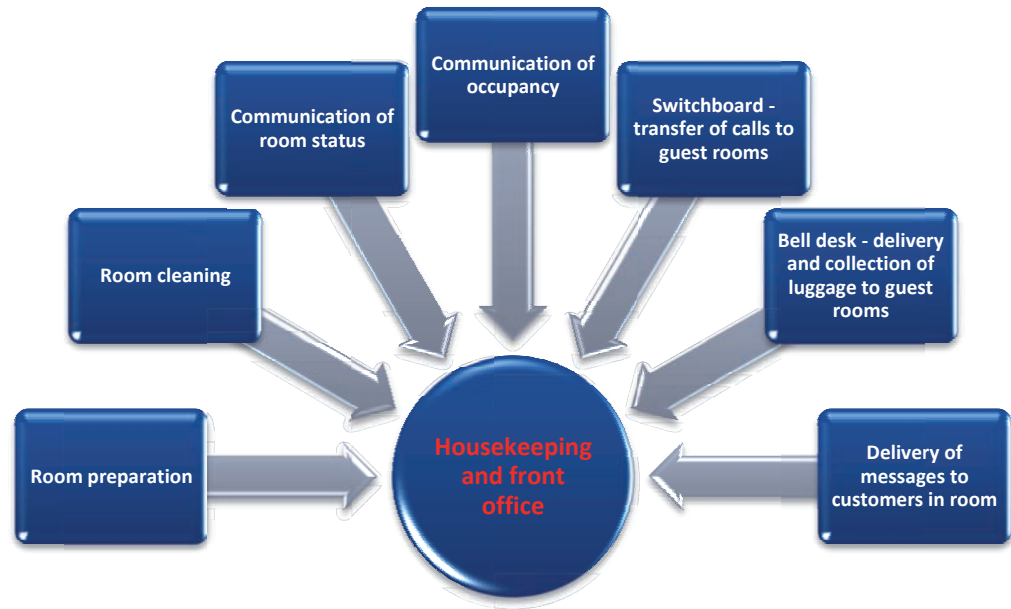 Communication of
occupancy
Communication of
room status
Switchboard -
transfer of calls to
guest rooms
Room cleaning
Bell desk - delivery
and collection of
luggage to guest
rooms
Room preparation
Housekeeping
and front
office
Delivery of
messages to
customers in room